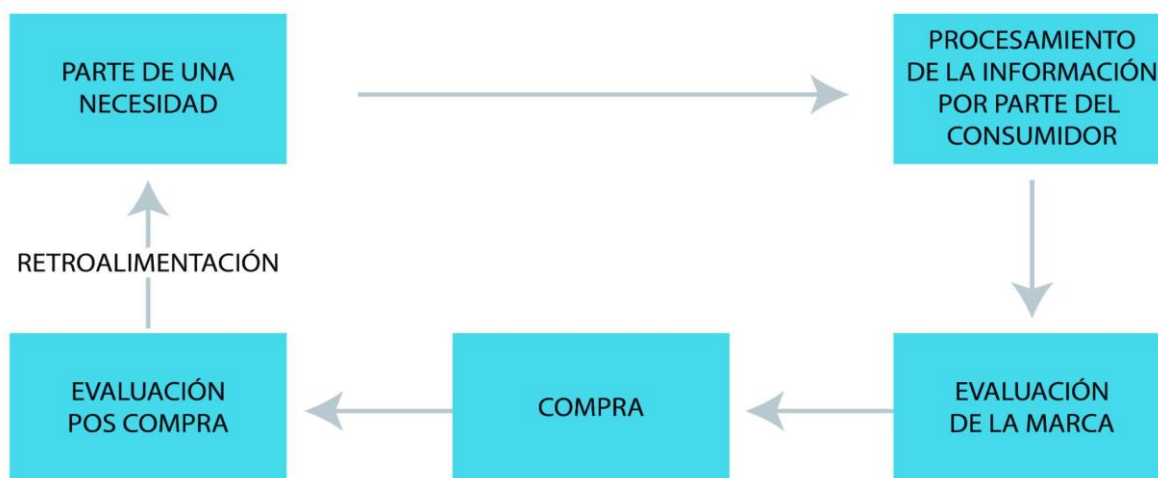 PARTE DE UNA
NECESIDAD
PROCESAMIENTO
DE LA INFORMACIÓN
POR PARTE DEL
CONSUMIDOR
RETROALIMENTACIÓN
EVALUACIÓN
POS COMPRA
COMPRA
EVALUACIÓN
DE LA MARCA